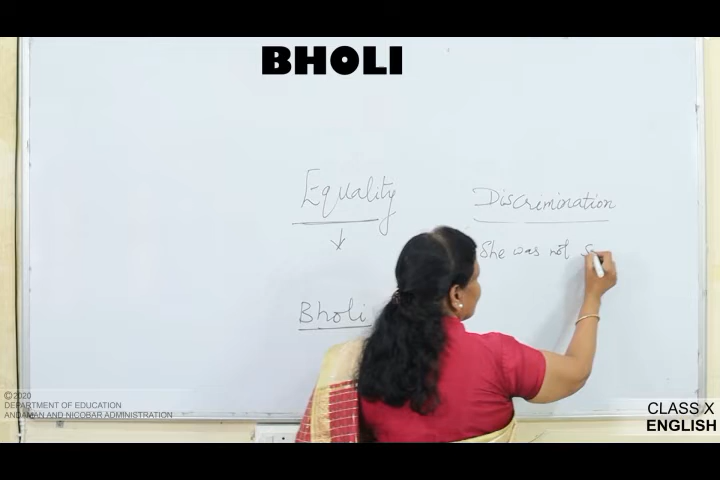 BHOLI
Equality
Discrimination
She was not
Bholi
©2020
DEPARTMENT OF EDUCATION
ANDAMAN AND NICOBAR ADMINISTRATION
CLASS X
ENGLISH